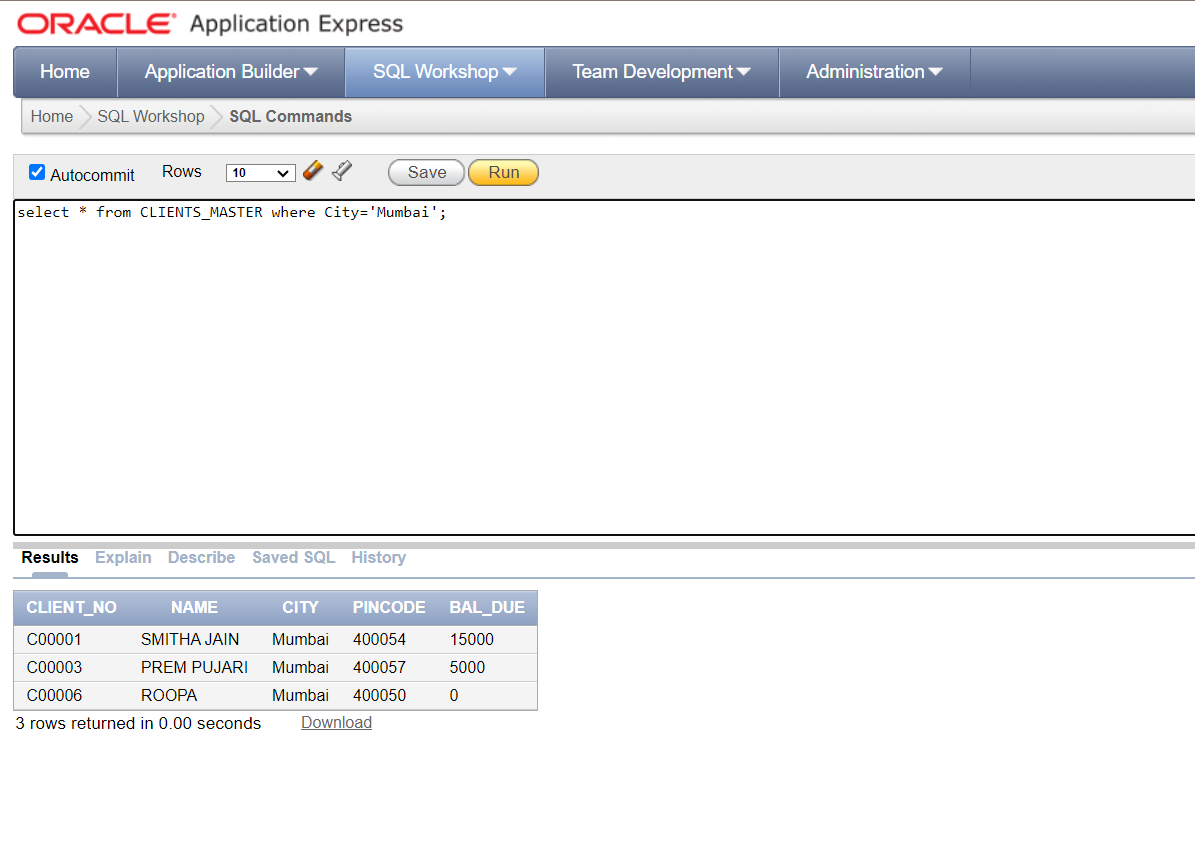 ORACLE® Application Express
Home Application Builder SQL Workshop Team Development Administration
Home SQL Workshop SQL Commands
Autocommit Rows 10 Save Run
select * from CLIENTS_MASTER where City='Mumbai';
Results Explain Describe Saved SQL History
CLIENT_NO NAME CITY PINCODE BAL_DUE
C00001 SMITHA JAIN Mumbai 400054 15000
C00003 PREM PUJARI Mumbai 400057 5000
C00006 ROOPA Mumbai 400050 0
3 rows returned in 0.00 seconds Download